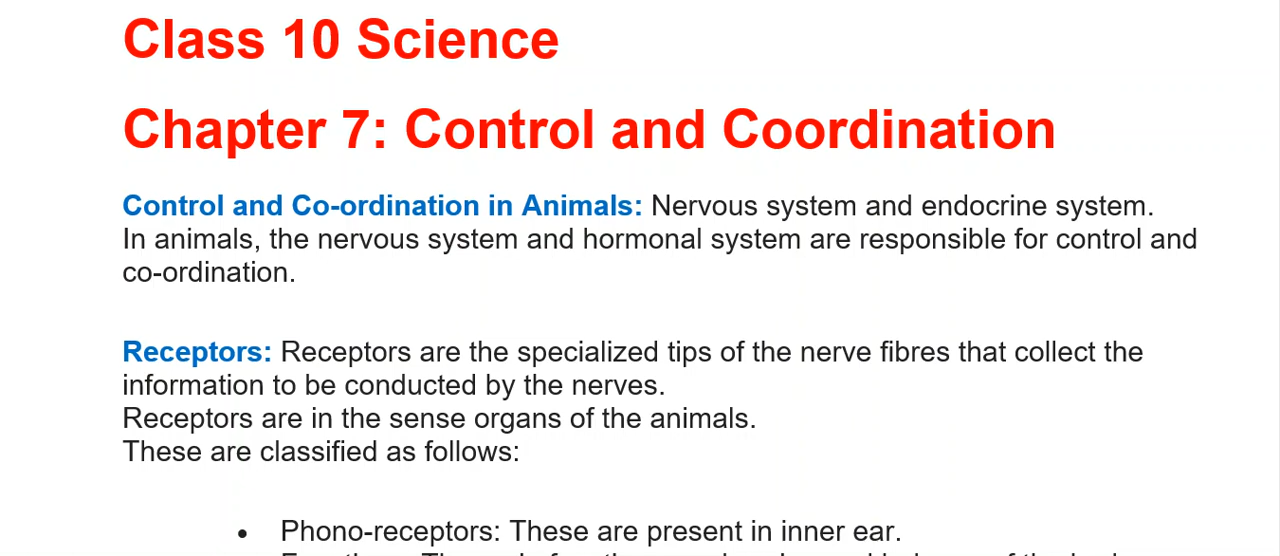 Class 10 Science
Chapter 7: Control and Coordination
Control and Co-ordination in Animals: Nervous system and endocrine system.
In animals, the nervous system and hormonal system are responsible for control and
co-ordination.
Receptors: Receptors are the specialized tips of the nerve fibres that collect the
information to be conducted by the nerves.
Receptors are in the sense organs of the animals.
These are classified as follows:
• Phono-receptors: These are present in inner ear.